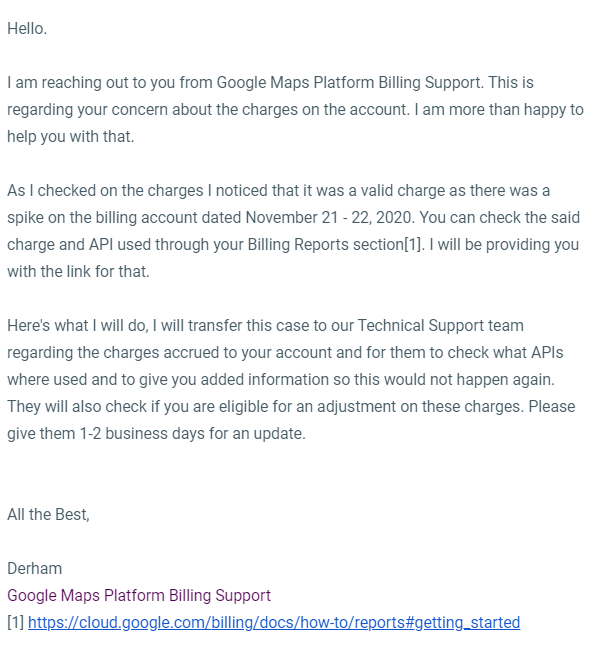 Hello.
I am reaching out to you from Google Maps Platform Billing Support. This is
regarding your concern about the charges on the account. I am more than happy to
help you with that.
As I checked on the charges I noticed that it was a valid charge as there was a
spike on the billing account dated November 21 - 22, 2020. You can check the said
charge and API used through your Billing Reports section[1]. I will be providing you
with the link for that.
Here's what I will do, I will transfer this case to our Technical Support team
regarding the charges accrued to your account and for them to check what APIs
where used and to give you added information so this would not happen again.
They will also check if you are eligible for an adjustment on these charges. Please
give them 1-2 business days for an update.
All the Best,
Derham
Google Maps Platform Billing Support
[1] https://cloud.google.com/billing/docs/how-to/reports#getting_started